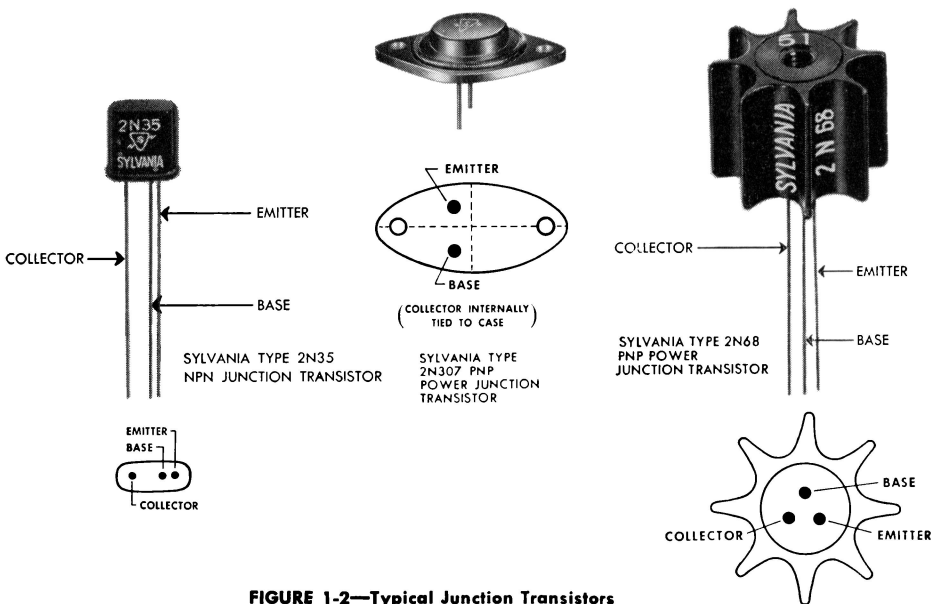 2N35
SYLVANIA
EMITTER
COLLECTOR
BASE
SYLVANIA TYPE 2N35
NPN JUNCTION TRANSISTOR
EMITTER
BASE
COLLECTOR
EMITTER
BASE
(COLLECTOR INTERNALLY
TIED TO CASE)
SYLVANIA TYPE
2N307 PNP
POWER JUNCTION
TRANSISTOR
SYLVANIA
2N68
COLLECTOR
EMITTER
BASE
SYLVANIA TYPE 2N68
PNP POWER
JUNCTION TRANSISTOR
BASE
COLLECTOR
EMITTER
FIGURE 1-2—Typical Junction Transistors